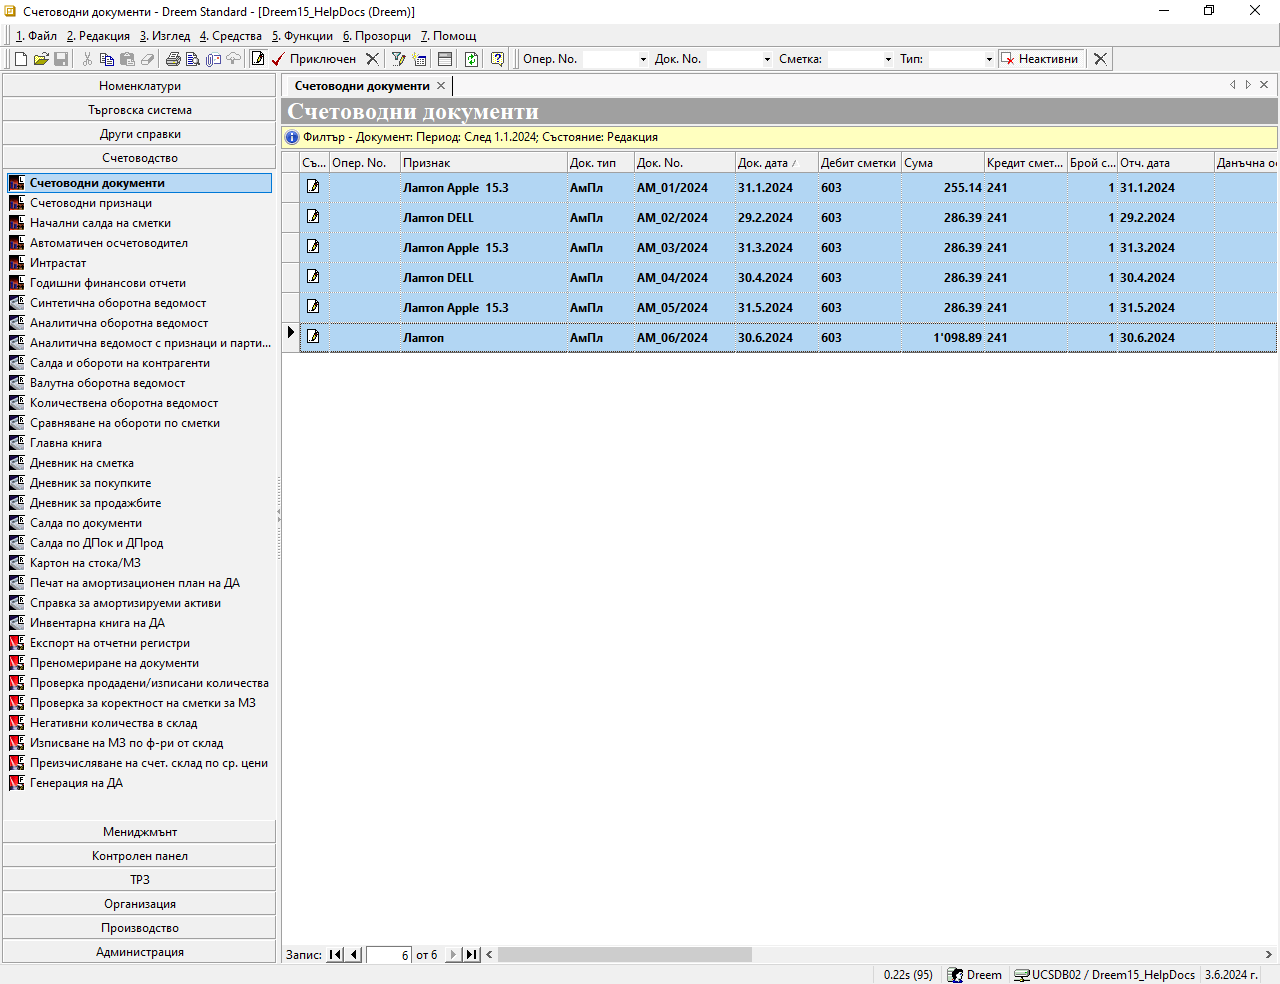 Счетоводни документи - Dreem Standard - [Dreem15_HelpDocs (Dreem)]
1. Файл 2. Редакция 3. Изглед 4. Средства 5. Функции 6. Прозорци 7. Помощ
Приключен Опер. No. Док. No. Сметка: Тип: Неактивни
Номенклатури
Търговска система
Други справки
Счетоводство
Счетоводни документи
Счетоводни признаци
Начални салда на сметки
Автоматичен осчетоводител
Интрастат
Годишни финансови отчети
Синтетична оборотна ведомост
Аналитична оборотна ведомост
Аналитична ведомост с признаци и парти...
Салда и обороти на контрагенти
Валутна оборотна ведомост
Количествена оборотна ведомост
Сравняване на обороти по сметки
Главна книга
Дневник на сметка
Дневник за покупките
Дневник за продажбите
Салда по документи
Салда по ДПок и ДПрод
Картон на стока/МЗ
Печат на амортизационен план на ДА
Справка за амортизируеми активи
Инвентарна книга на ДА
Експорт на отчетни регистри
Преномериране на документи
Проверка продадени/изписани количества
Проверка за коректност на сметки за МЗ
Негативни количества в склад
Изписване на МЗ по ф-ри от склад
Преизчисляване на счет. склад по ср. цени
Генерация на ДА
Мениджмънт
Контролен панел
ТРЗ
Организация
Производство
Администрация
Счетоводни документи
Счетоводни документи
Филтър - Документ: Период: След 1.1.2024; Състояние: Редакция
Съ... Опер. No. Признак Док. тип Док. No. Док. дата Дебит сметки Сума Кредит смет... Брой с... Отч. дата Данъчна ос
Лаптоп Apple 15.3 АмПл AM_01/2024 31.1.2024 603 255.14 241 1 31.1.2024
Лаптоп DELL АмПл AM_02/2024 29.2.2024 603 286.39 241 1 29.2.2024
Лаптоп Apple 15.3 АмПл AM_03/2024 31.3.2024 603 286.39 241 1 31.3.2024
Лаптоп DELL АмПл AM_04/2024 30.4.2024 603 286.39 241 1 30.4.2024
Лаптоп Apple 15.3 АмПл AM_05/2024 31.5.2024 603 286.39 241 1 31.5.2024
Лаптоп АмПл AM_06/2024 30.6.2024 603 1'098.89 241 1 30.6.2024
Запис: 6 от 6
0.22s (95) Dreem UCSDB02 / Dreem15_HelpDocs 3.6.2024 г.